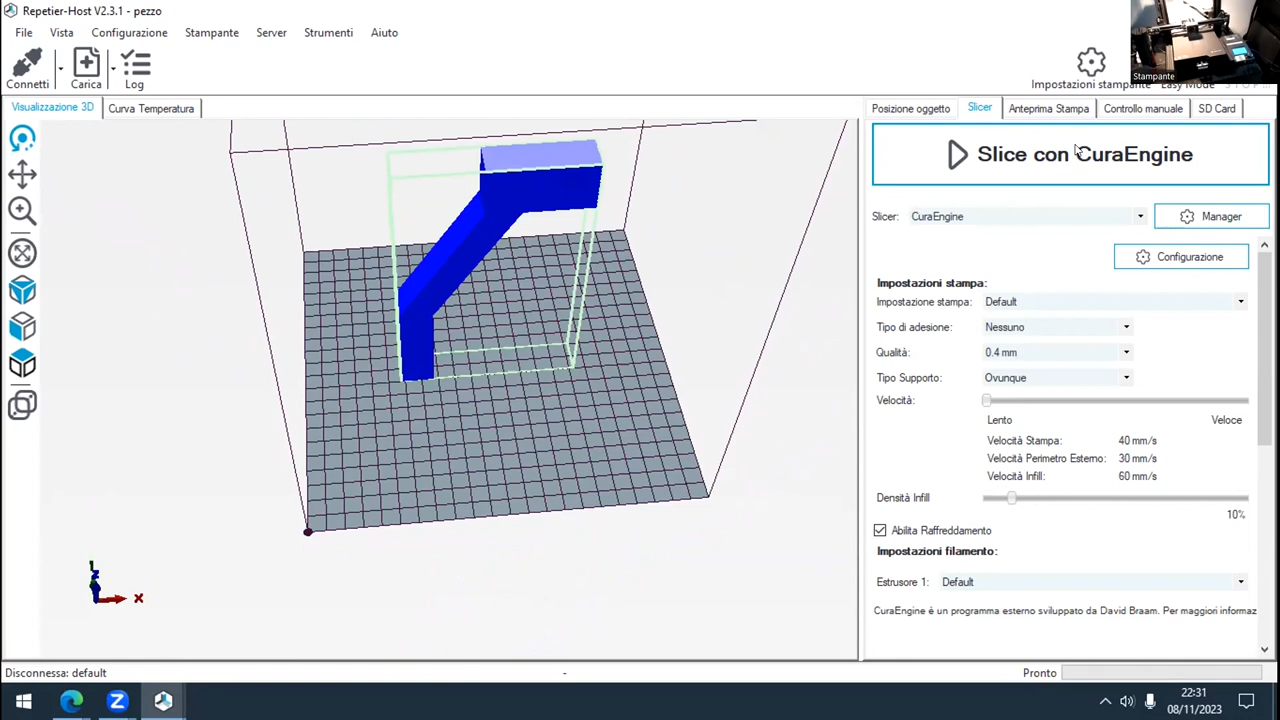 Repetier-Host V2.3.1 - pezzo
File Vista Configurazione Stampante Server Strumenti Aiuto
Connetti Carica Log Impostazioni stampante Easy Mode
Stampante
Visualizzazione 3D Curva Temperatura
Posizione oggetto Slicer Anteprima Stampa Controllo manuale SD Card
Slice con CuraEngine
Slicer: CuraEngine Manager
Configurazione
Impostazioni stampa:
Impostazione stampa: Default
Tipo di adesione: Nessuno
Qualità: 0.4 mm
Tipo Supporto: Ovunque
Velocità:
Lento Veloce
Velocità Stampa: 40 mm/s
Velocità Perimetro Esterno: 30 mm/s
Velocità Infill: 60 mm/s
Densità Infill
10%
Abilita Raffreddamento
Impostazioni filamento:
Estrusore 1: Default
CuraEngine è un programma esterno sviluppato da David Braam. Per maggiori informaz
X
Disconnessa: default - Pronto
22:31
08/11/2023